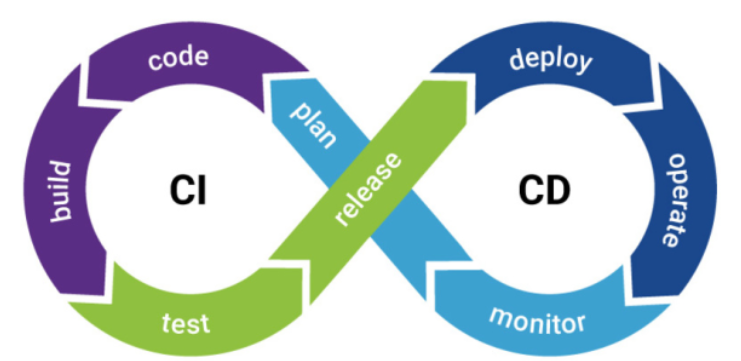 code
deploy
plan
build
CI
release
CD
operate
test
monitor